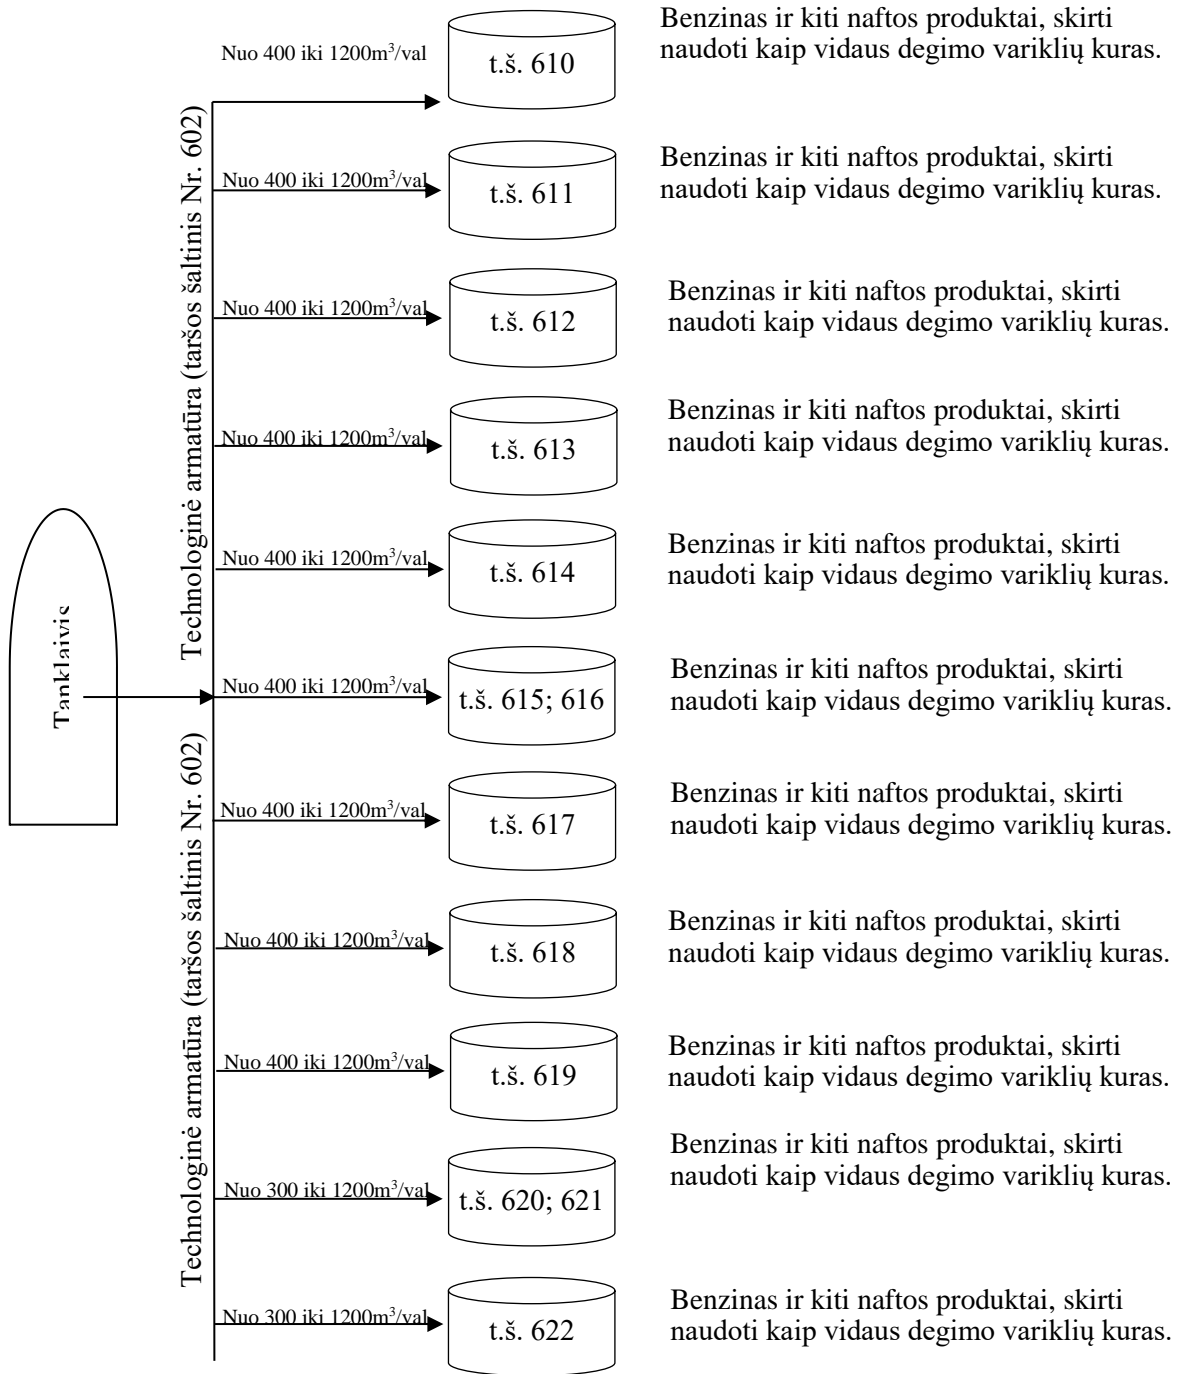 Benzinas ir kiti naftos produktai, skirti
naudoti kaip vidaus degimo variklių kuras.
Nuo 400 iki 1200m³/val
t.š. 610
Technologinė armatūra (taršos šaltinis Nr. 602)
Benzinas ir kiti naftos produktai, skirti
naudoti kaip vidaus degimo variklių kuras.
Nuo 400 iki 1200m³/val
t.š. 611
Benzinas ir kiti naftos produktai, skirti
naudoti kaip vidaus degimo variklių kuras.
Nuo 400 iki 1200m³/val
t.š. 612
Benzinas ir kiti naftos produktai, skirti
naudoti kaip vidaus degimo variklių kuras.
Nuo 400 iki 1200m³/val
t.š. 613
Benzinas ir kiti naftos produktai, skirti
naudoti kaip vidaus degimo variklių kuras.
Nuo 400 iki 1200m³/val
t.š. 614
Tanklaivis
Benzinas ir kiti naftos produktai, skirti
naudoti kaip vidaus degimo variklių kuras.
Nuo 400 iki 1200m³/val
t.š. 615; 616
Technologinė armatūra (taršos šaltinis Nr. 602)
Benzinas ir kiti naftos produktai, skirti
naudoti kaip vidaus degimo variklių kuras.
Nuo 400 iki 1200m³/val
t.š. 617
Benzinas ir kiti naftos produktai, skirti
naudoti kaip vidaus degimo variklių kuras.
Nuo 400 iki 1200m³/val
t.š. 618
Benzinas ir kiti naftos produktai, skirti
naudoti kaip vidaus degimo variklių kuras.
Nuo 400 iki 1200m³/val
t.š. 619
Benzinas ir kiti naftos produktai, skirti
naudoti kaip vidaus degimo variklių kuras.
Nuo 300 iki 1200m³/val
t.š. 620; 621
Benzinas ir kiti naftos produktai, skirti
naudoti kaip vidaus degimo variklių kuras.
Nuo 300 iki 1200m³/val
t.š. 622